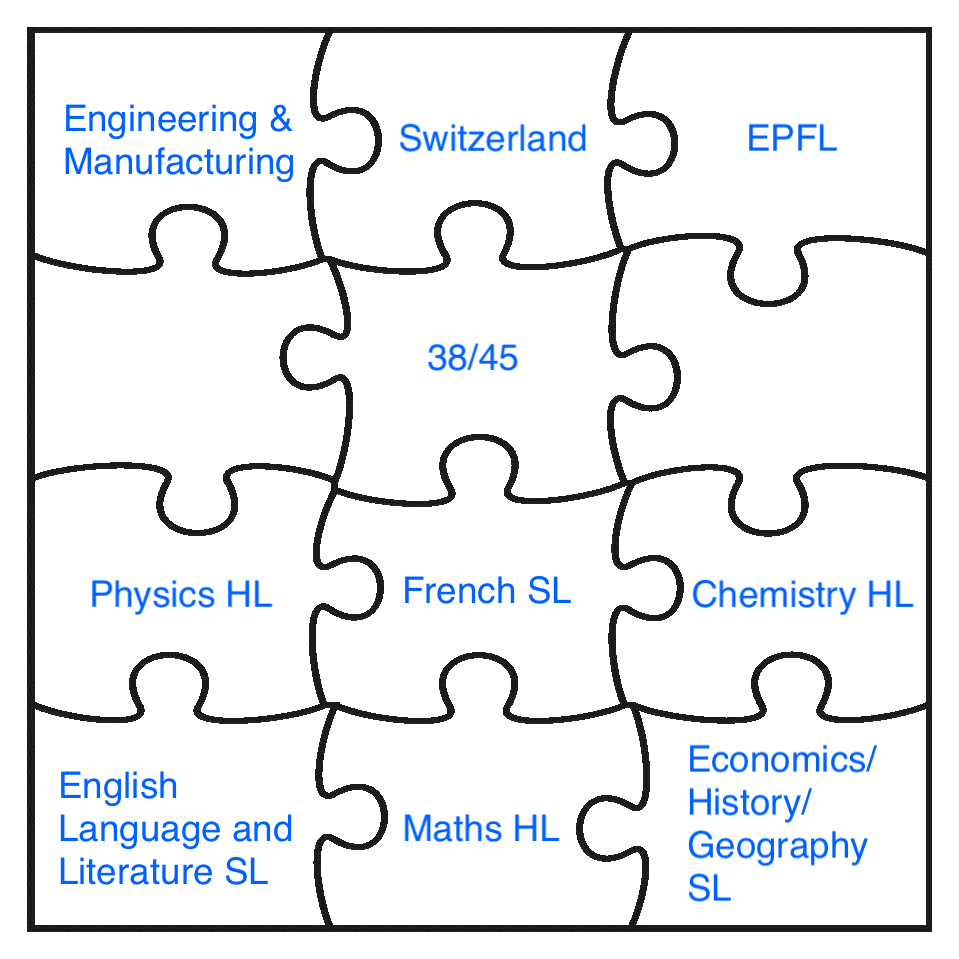 Engineering &
Manufacturing
Switzerland
EPFL
38/45
Physics HL
French SL
Chemistry HL
English
Language and
Literature SL
Maths HL
Economics/
History/
Geography
SL